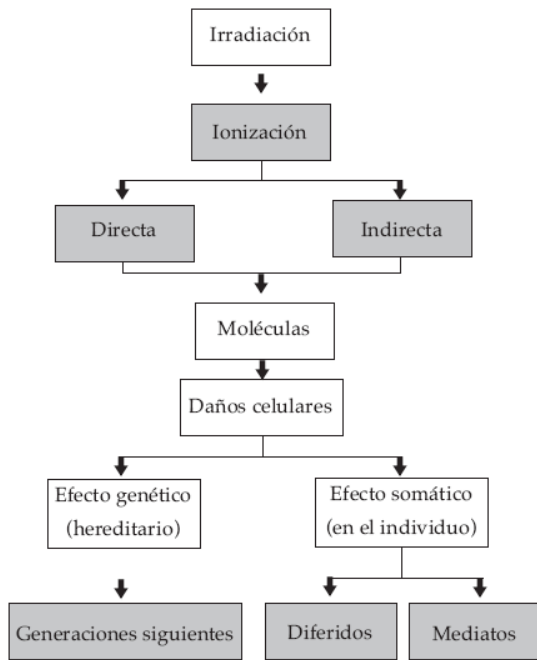 Irradiación
Ionización
Directa
Indirecta
Moléculas
Daños celulares
Efecto genético
(hereditario)
Efecto somático
(en el individuo)
Generaciones siguientes
Diferidos
Mediatos